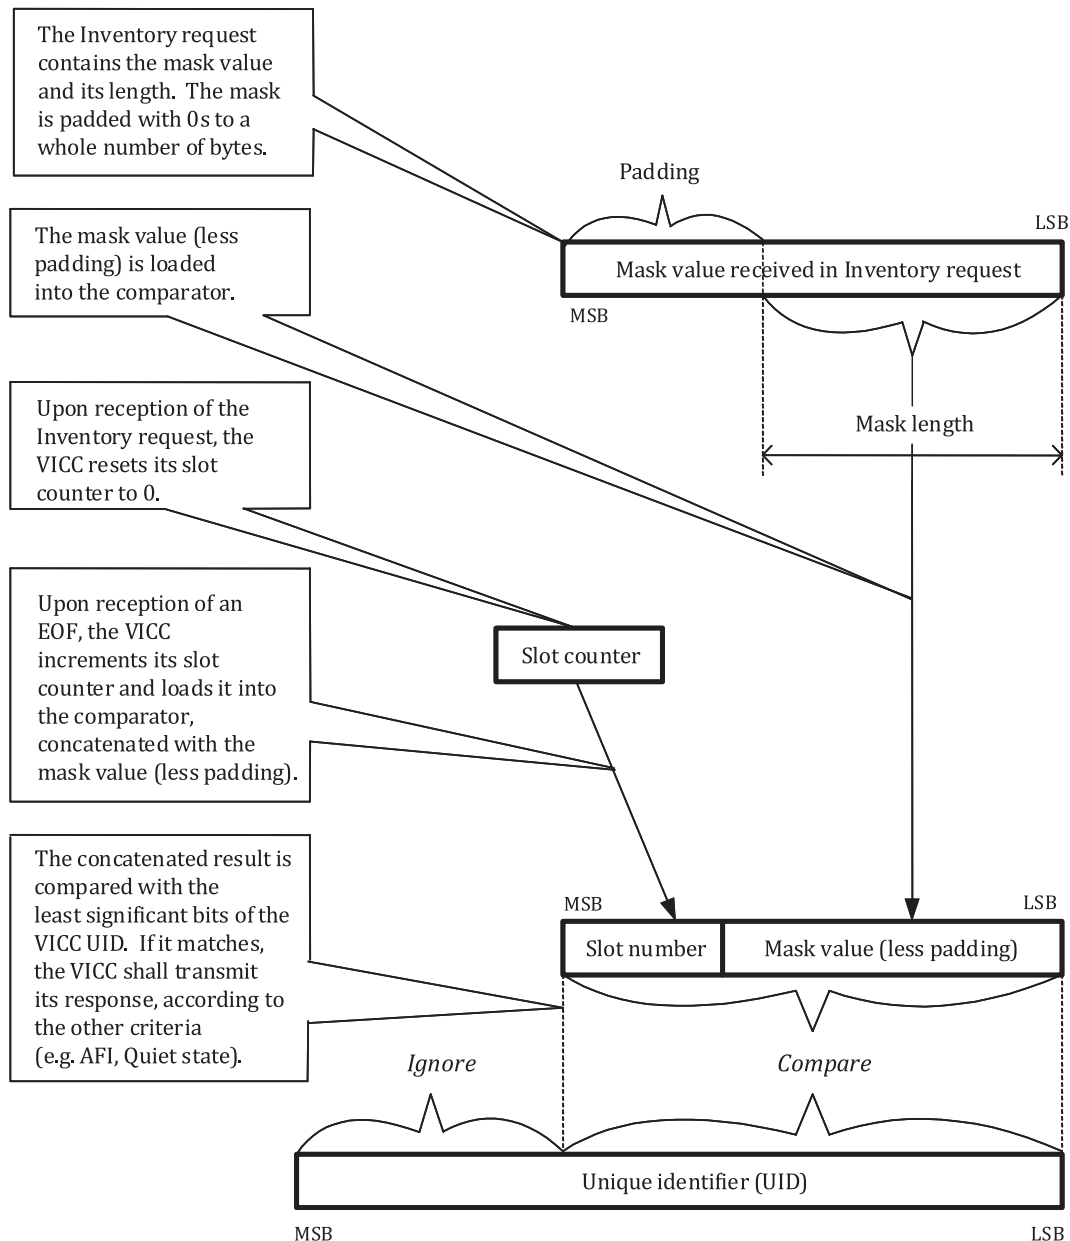 The Inventory request
contains the mask value
and its length. The mask
is padded with 0s to a
whole number of bytes.
Padding
LSB
Mask value received in Inventory request
MSB
The mask value (less
padding) is loaded
into the comparator.
Mask length
Upon reception of the
Inventory request, the
VICC resets its slot
counter to 0.
Upon reception of an
EOF, the VICC
increments its slot
counter and loads it into
the comparator,
concatenated with the
mask value (less padding).
Slot counter
The concatenated result is
compared with the
least significant bits of the
VICC UID. If it matches,
the VICC shall transmit
its response, according to
the other criteria
(e.g. AFI, Quiet state).
MSB
LSB
Slot number
Mask value (less padding)
Ignore
Compare
Unique identifier (UID)
MSB
LSB